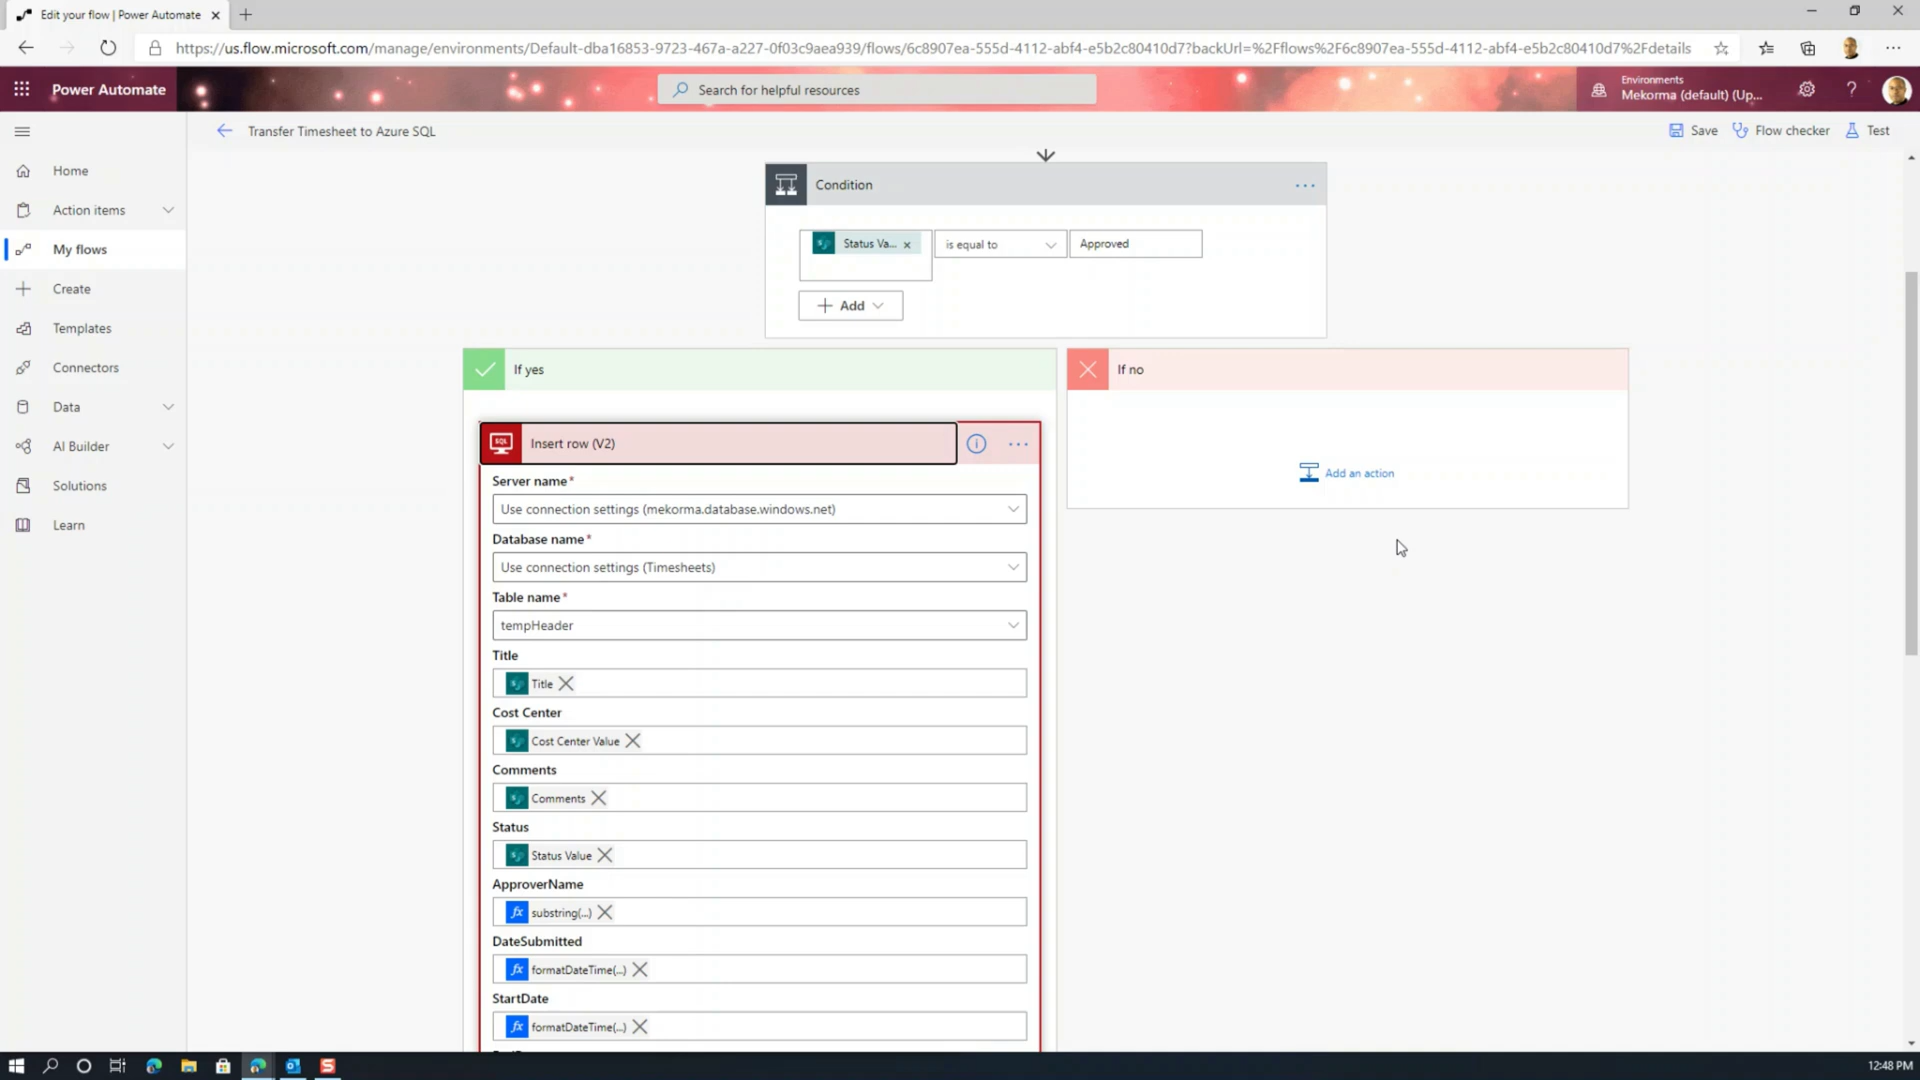 Edit your flow | Power Automate
https://us.flow.microsoft.com/manage/environments/Default-dba16853-9723-467a-a227-0f03c9aea939/flows/6c8907ea-555d-4112-abf4-e5b2c80410d7?backUrl=%2Fflows%2F6c8907ea-555d-4112-abf4-e5b2c80410d7%2Fdetails
Power Automate
Search for helpful resources
Environments
Mekorma (default) (Up...
Transfer Timesheet to Azure SQL
Save
Flow checker
Test
Home
Action items
My flows
Create
Templates
Connectors
Data
AI Builder
Solutions
Learn
Condition
Status Va...
is equal to
Approved
Add
If yes
If no
Add an action
SQL
Insert row (V2)
Server name*
Use connection settings (mekorma.database.windows.net)
Database name*
Use connection settings (Timesheets)
Table name*
tempHeader
Title
Title
Cost Center
Cost Center Value
Comments
Comments
Status
Status Value
ApproverName
fx substring(...)
DateSubmitted
fx formatDateTime(...)
StartDate
fx formatDateTime(...)
12:48 PM